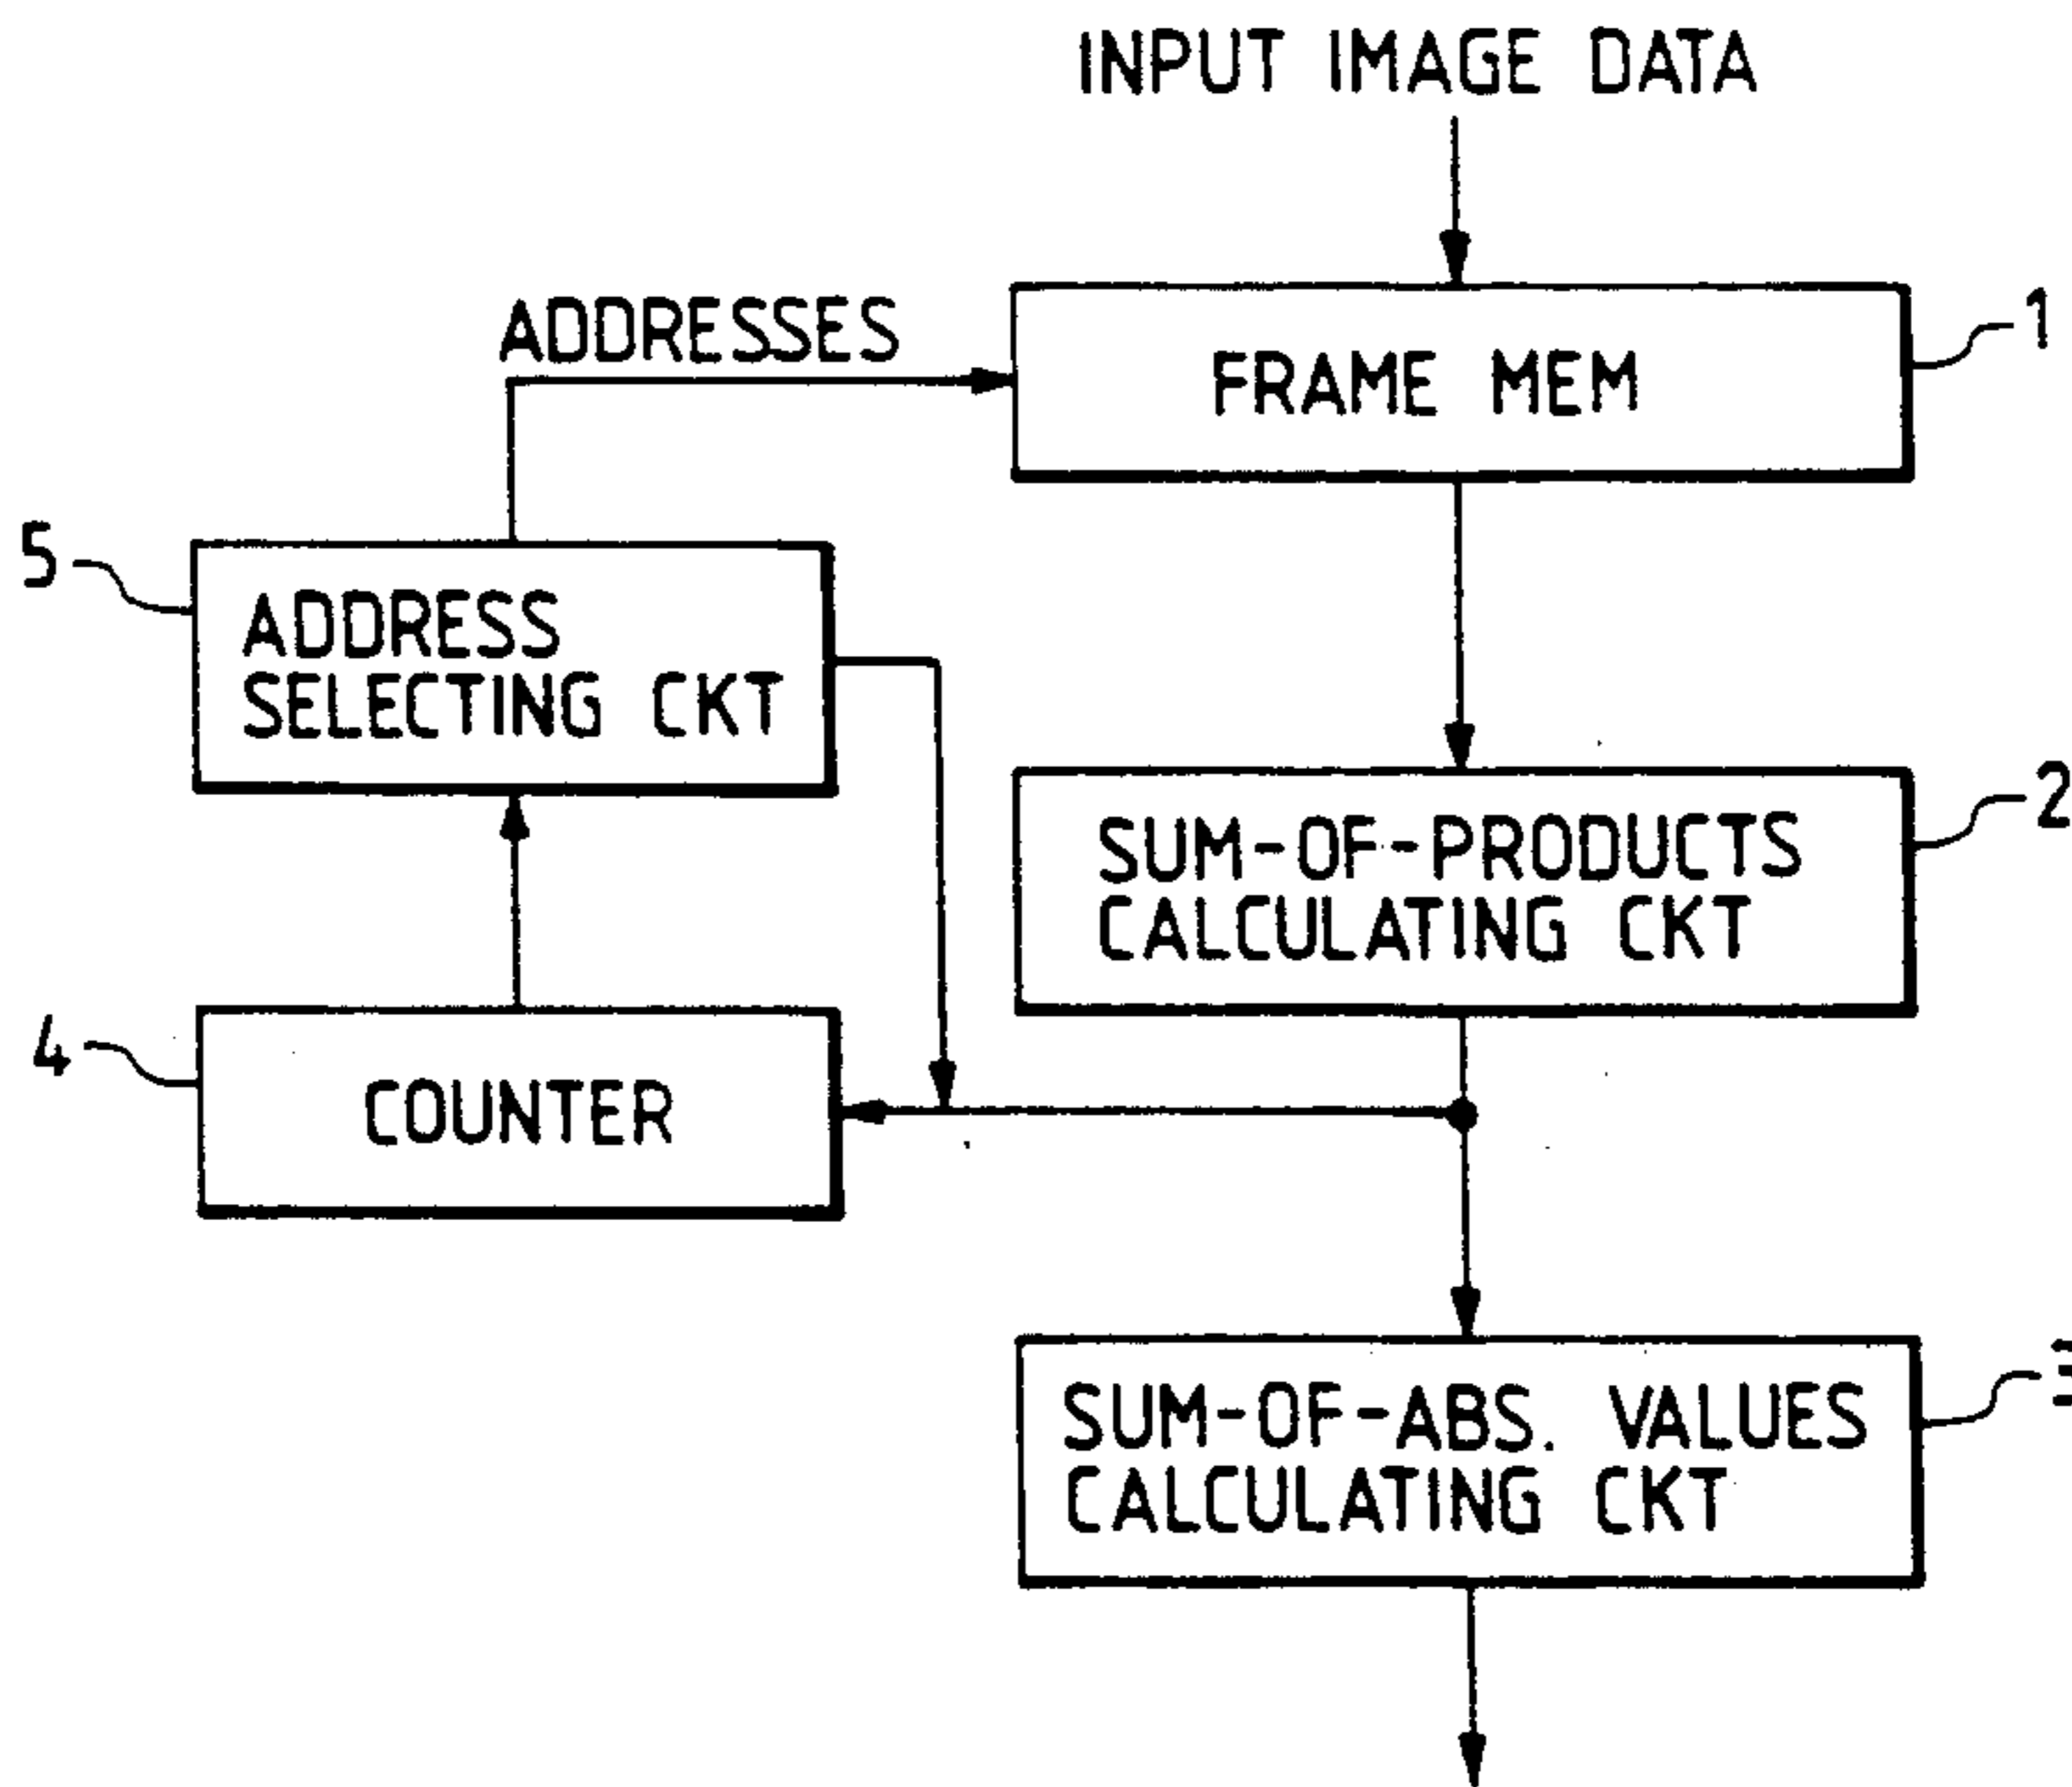 INPUT IMAGE DATA
ADDRESSES
FRAME MEM
1
5
ADDRESS
SELECTING CKT
SUM-OF-PRODUCTS
CALCULATING CKT
2
4
COUNTER
SUM-OF-ABS. VALUES
CALCULATING CKT
3